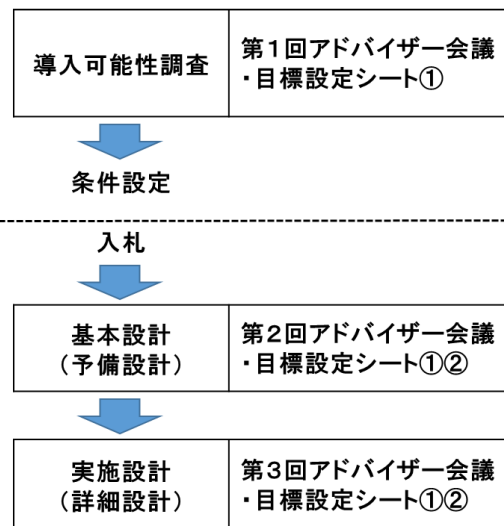 導入可能性調査
第1回アドバイザー会議
・目標設定シート①
条件設定
入札
基本設計
(予備設計)
第2回アドバイザー会議
・目標設定シート①②
実施設計
(詳細設計)
第3回アドバイザー会議
・目標設定シート①②